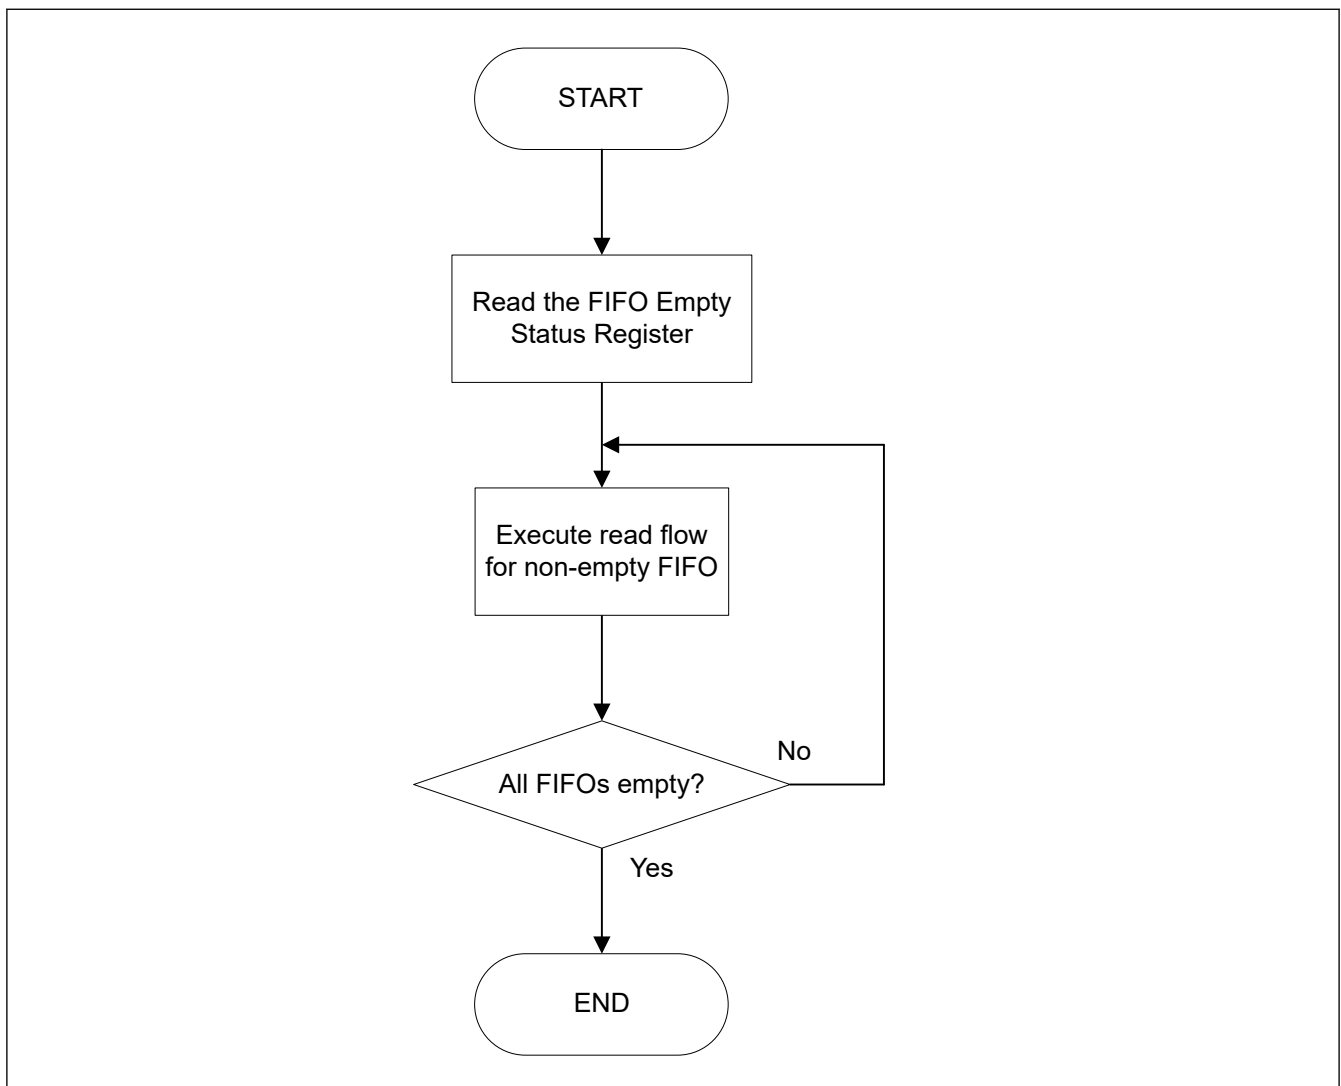 START
Read the FIFO Empty
Status Register
Execute read flow
for non-empty FIFO
All FIFOs empty?
No
Yes
END